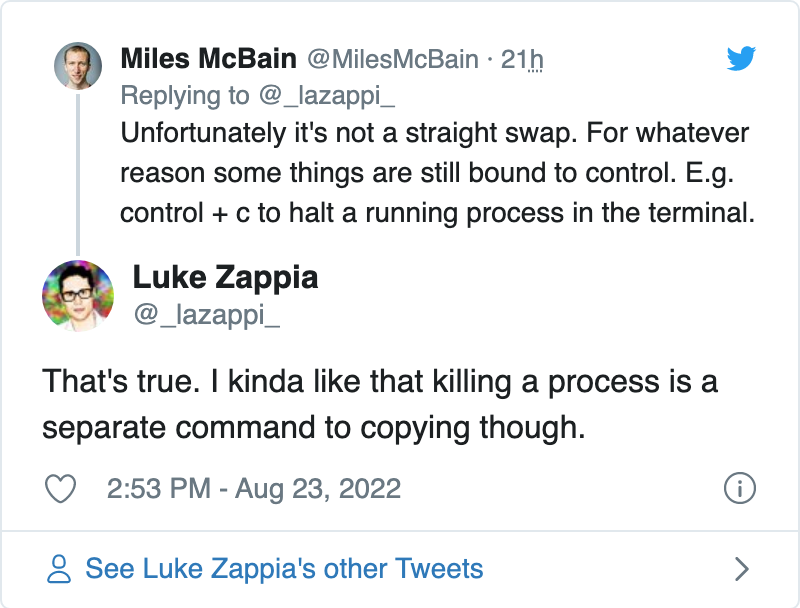 Miles McBain @MilesMcBain · 21h
Replying to @_lazappi_
Unfortunately it's not a straight swap. For whatever
reason some things are still bound to control. E.g.
control + c to halt a running process in the terminal.
Luke Zappia
@_lazappi_
That's true. I kinda like that killing a process is a
separate command to copying though.
2:53 PM - Aug 23, 2022
See Luke Zappia's other Tweets